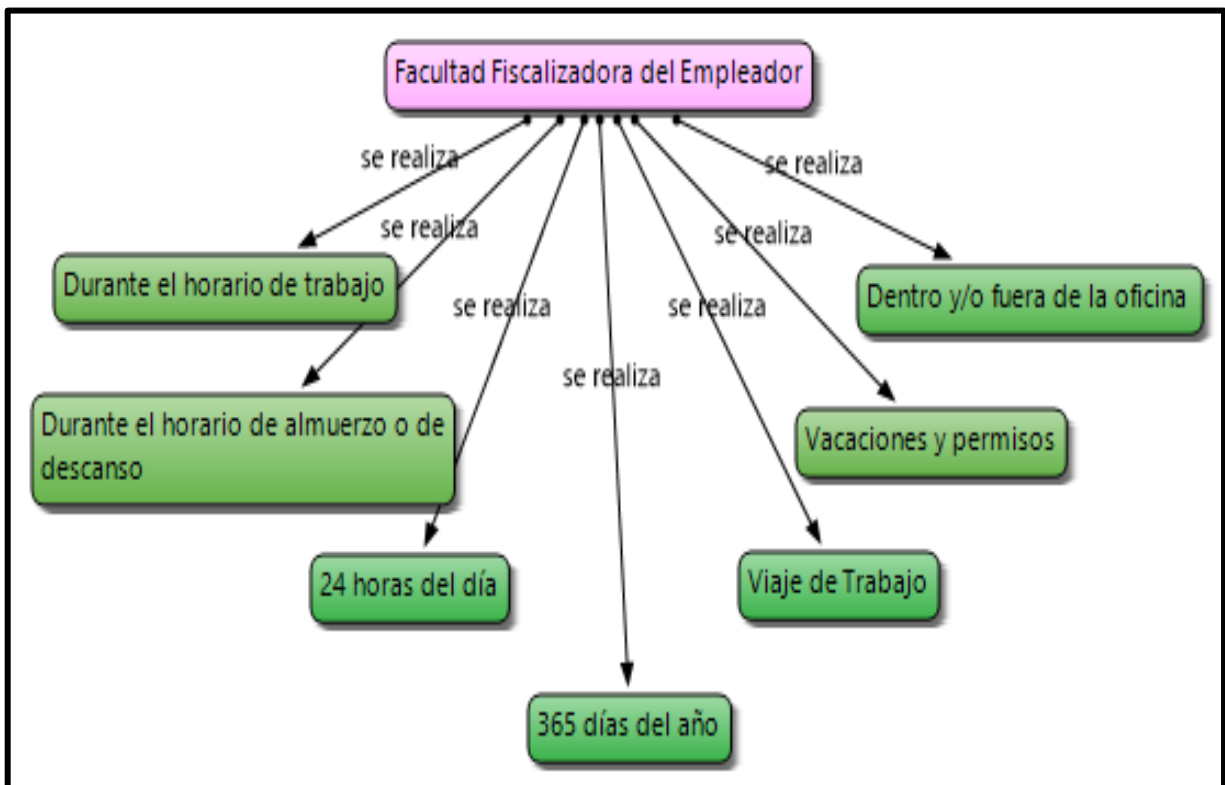 Facultad Fiscalizadora del Empleador
se realiza
se realiza
se realiza
se realiza
se realiza
se realiza
se realiza
Durante el horario de trabajo
Dentro y/o fuera de la oficina
Durante el horario de almuerzo o de
descanso
Vacaciones y permisos
24 horas del día
Viaje de Trabajo
365 días del año